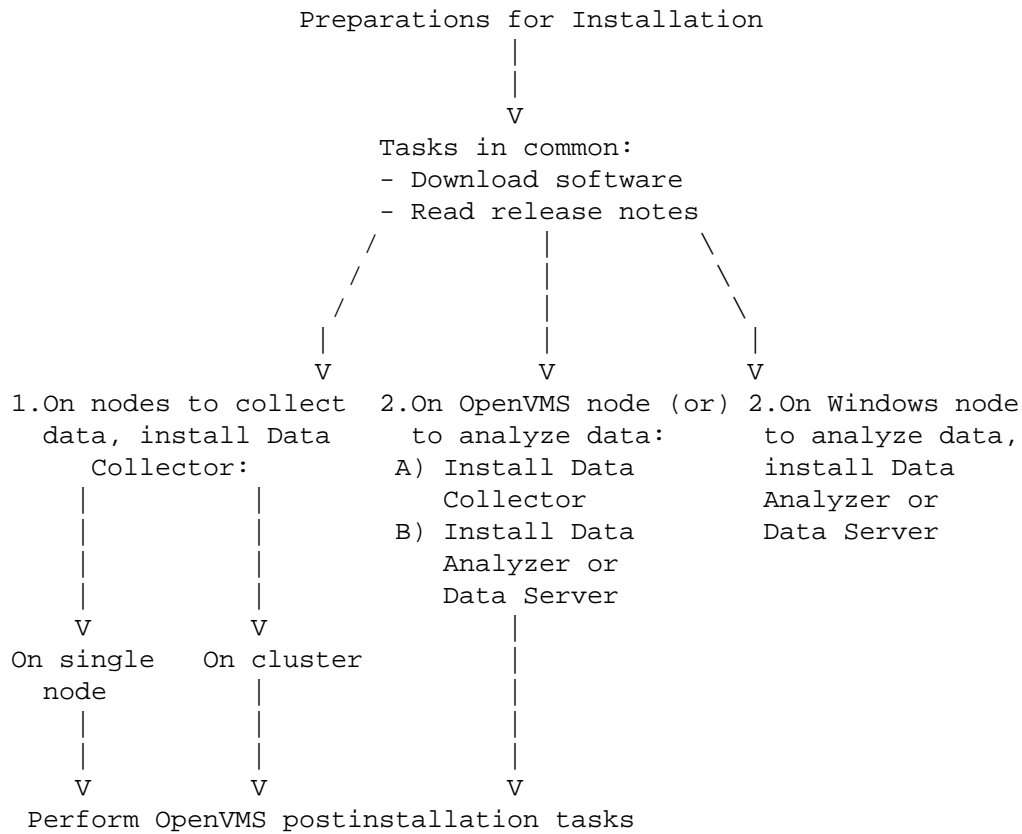 Preparations for Installation
|
|
V
Tasks in common:
- Download software
- Read release notes
/ | \
/ | \
/ | \
| | |
V V V
1.On nodes to collect 2.On OpenVMS node (or) 2.On Windows node
data, install Data to analyze data: to analyze data,
Collector: A) Install Data install Data
| | Collector Analyzer or
| | B) Install Data Data Server
| | Analyzer or
| | Data Server
V V |
On single On cluster |
node | |
| | |
| | |
V V V
Perform OpenVMS postinstallation tasks